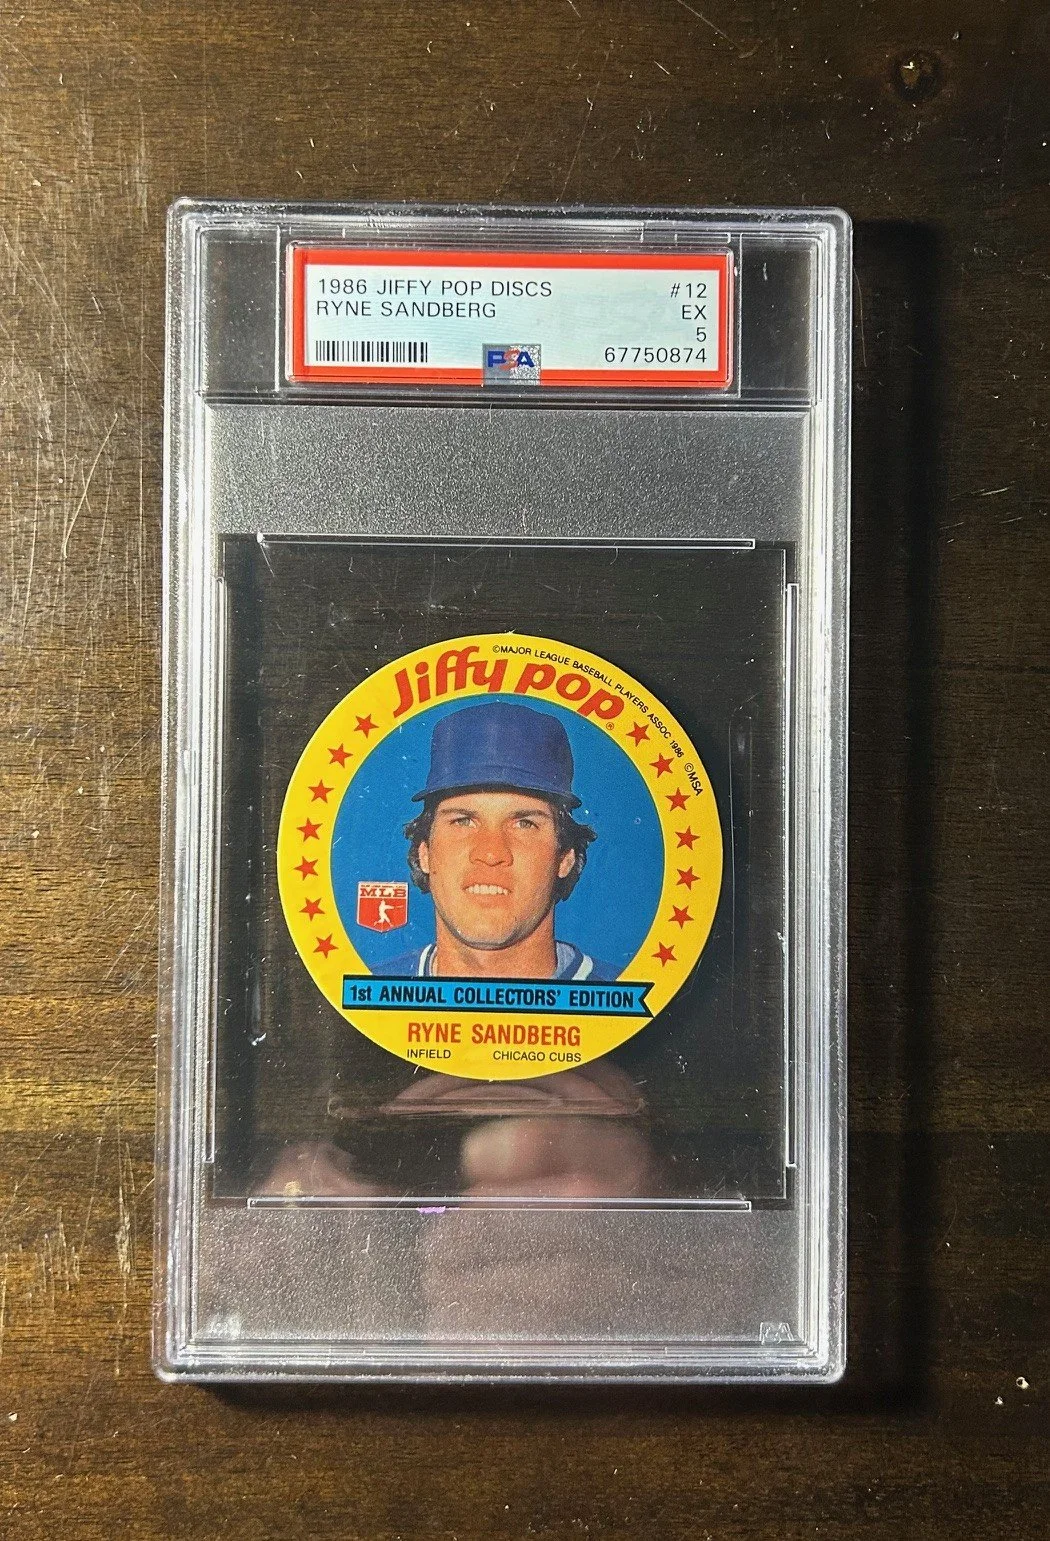 1986 JIFFY POP DISCS #12
RYNE SANDBERG EX
5
PSA 67750874
©MAJOR LEAGUE BASEBALL PLAYERS ASSOC 1986 ©MSA
Jiffy pop®
MLB
1st ANNUAL COLLECTORS' EDITION
RYNE SANDBERG
INFIELD CHICAGO CUBS